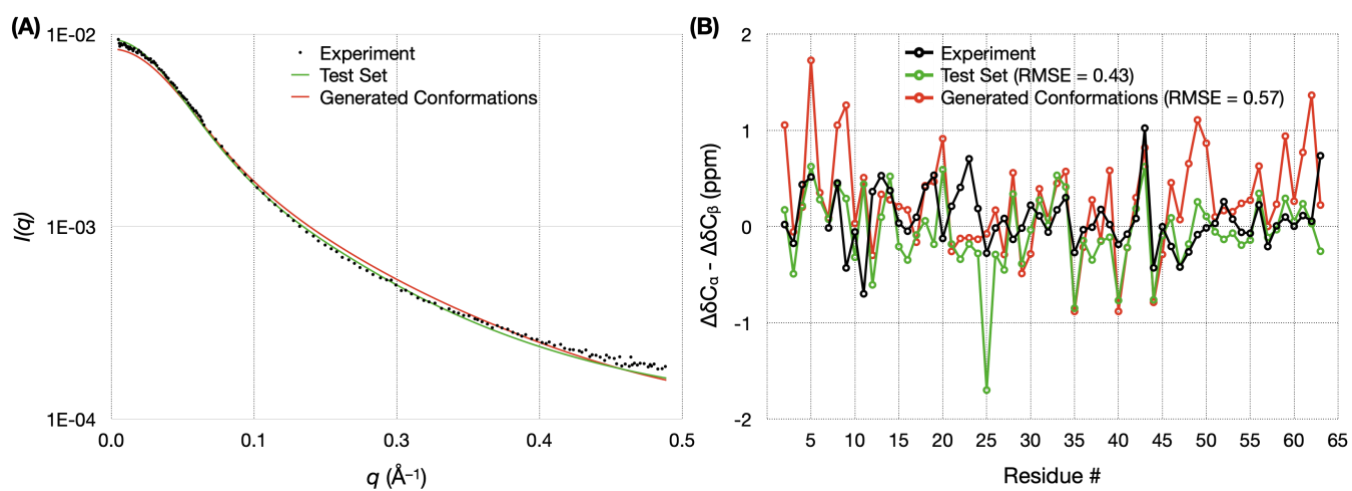 (A)
1E-02
1E-03
1E-04
I(q)
Experiment
Test Set
Generated Conformations
0.0 0.1 0.3 0.4 0.5
q (Å⁻¹)
(B)
2
1
0
-1
-2
ΔδCα - ΔδCβ (ppm)
Experiment
Test Set (RMSE = 0.43)
Generated Conformations (RMSE = 0.57)
5 10 15 20 25 30 35 40 45 50 55 60 65
Residue #